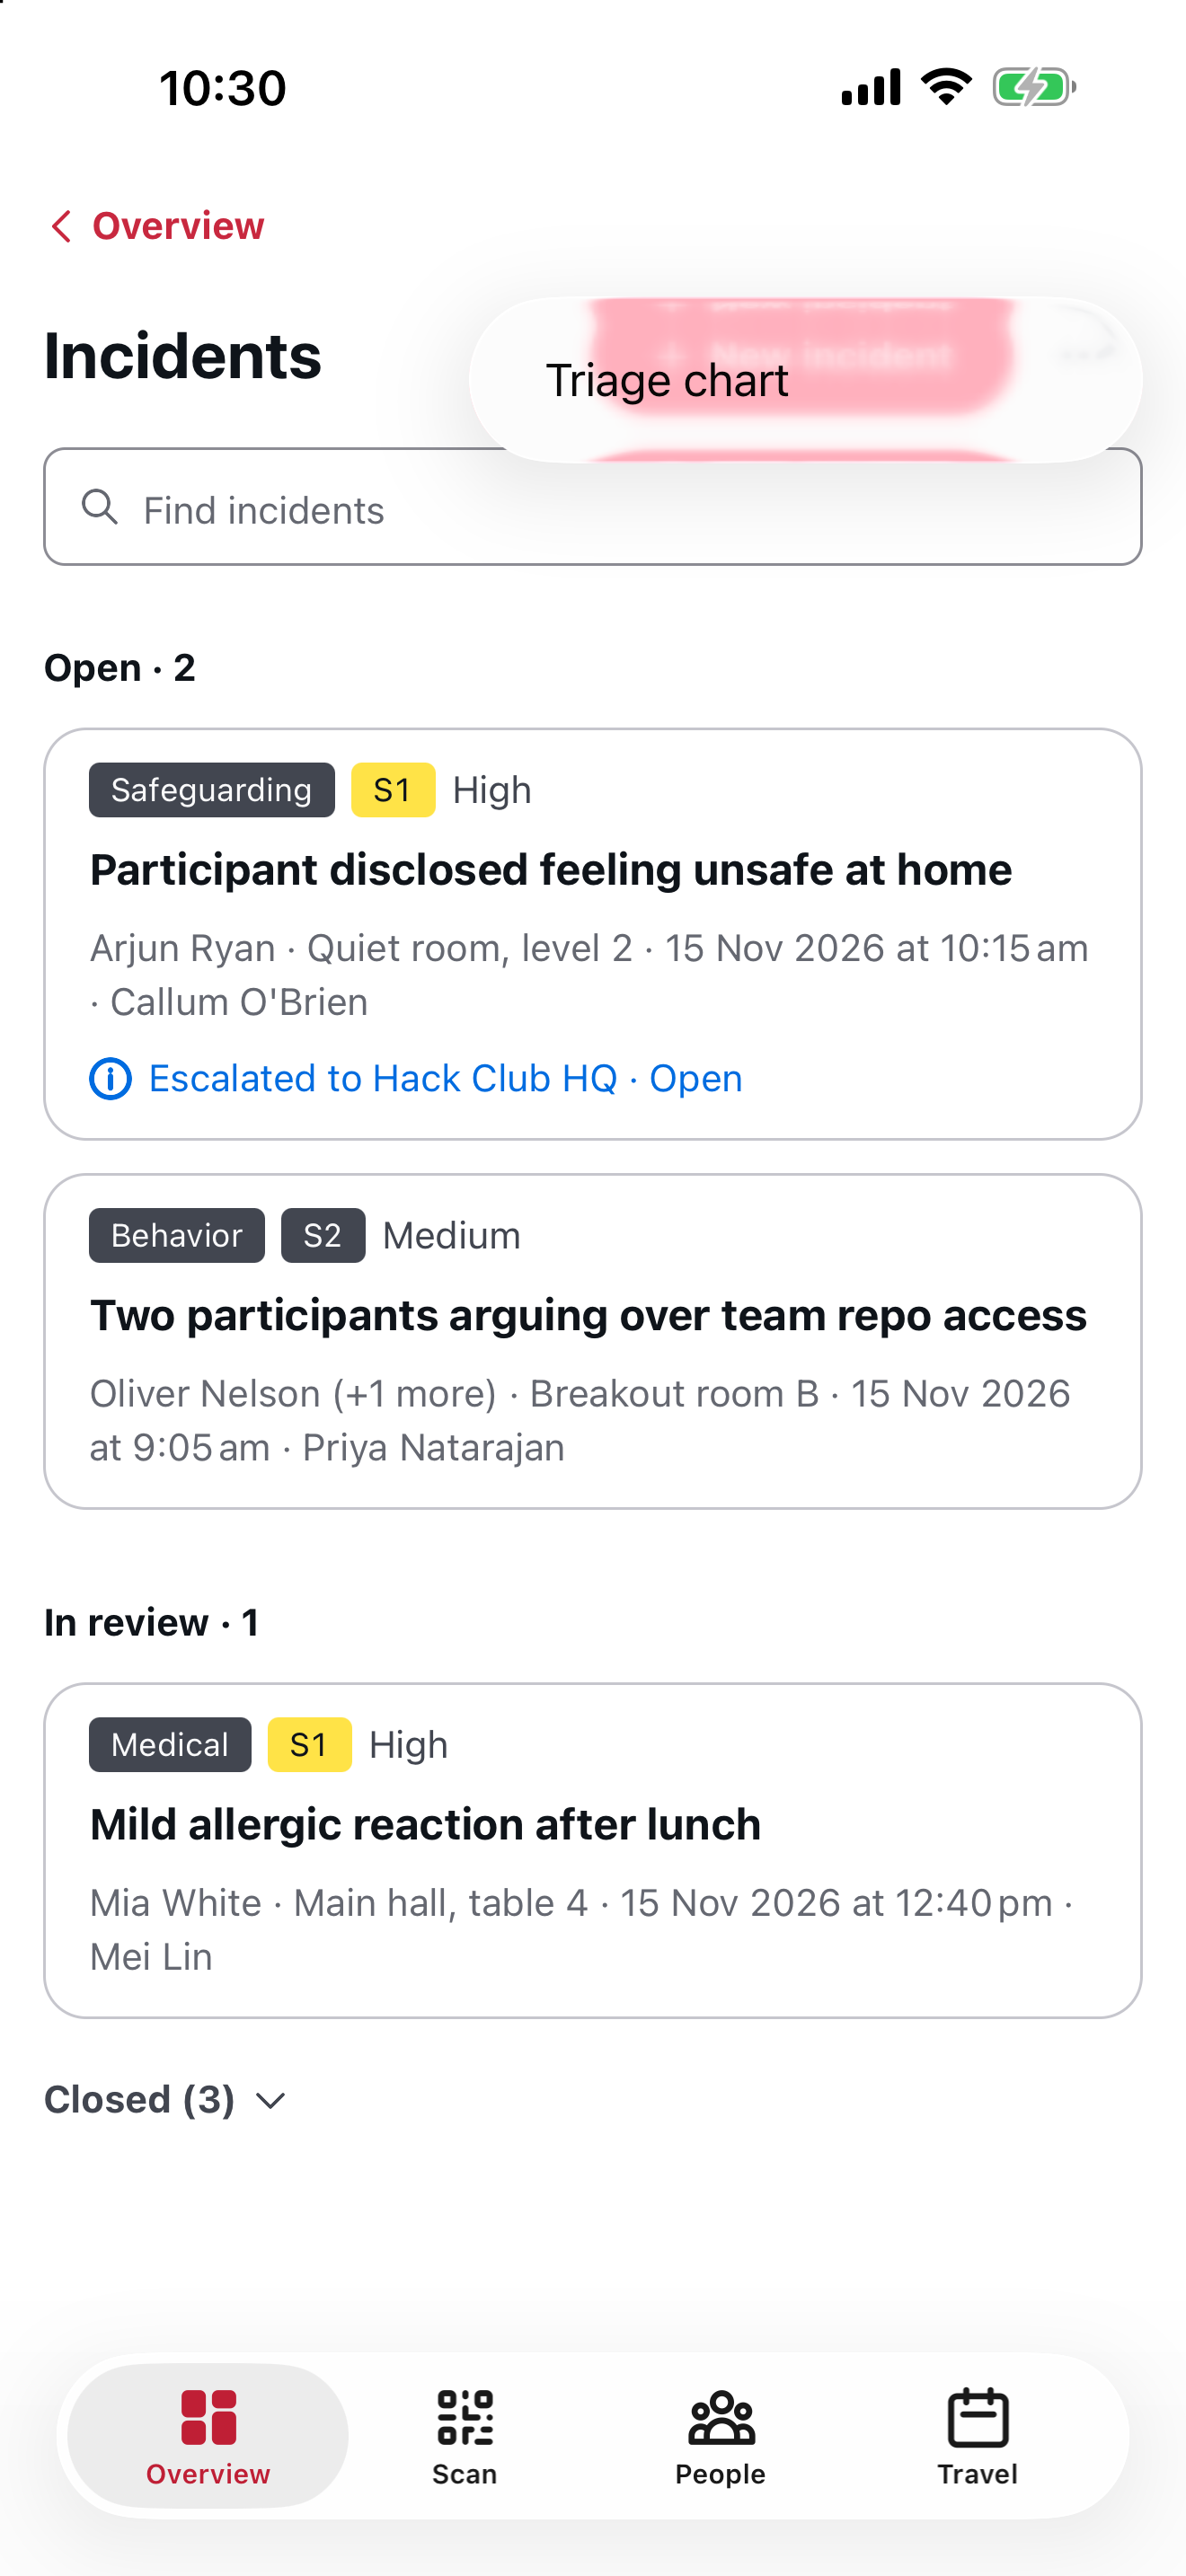 10:30
Overview
Incidents
New incident
Triage chart
Find incidents
Open · 2
Safeguarding S1 High
Participant disclosed feeling unsafe at home
Arjun Ryan · Quiet room, level 2 · 15 Nov 2026 at 10:15 am
· Callum O'Brien
Escalated to Hack Club HQ · Open
Behavior S2 Medium
Two participants arguing over team repo access
Oliver Nelson (+1 more) · Breakout room B · 15 Nov 2026
at 9:05 am · Priya Natarajan
In review · 1
Medical S1 High
Mild allergic reaction after lunch
Mia White · Main hall, table 4 · 15 Nov 2026 at 12:40 pm ·
Mei Lin
Closed (3)
Overview Scan People Travel